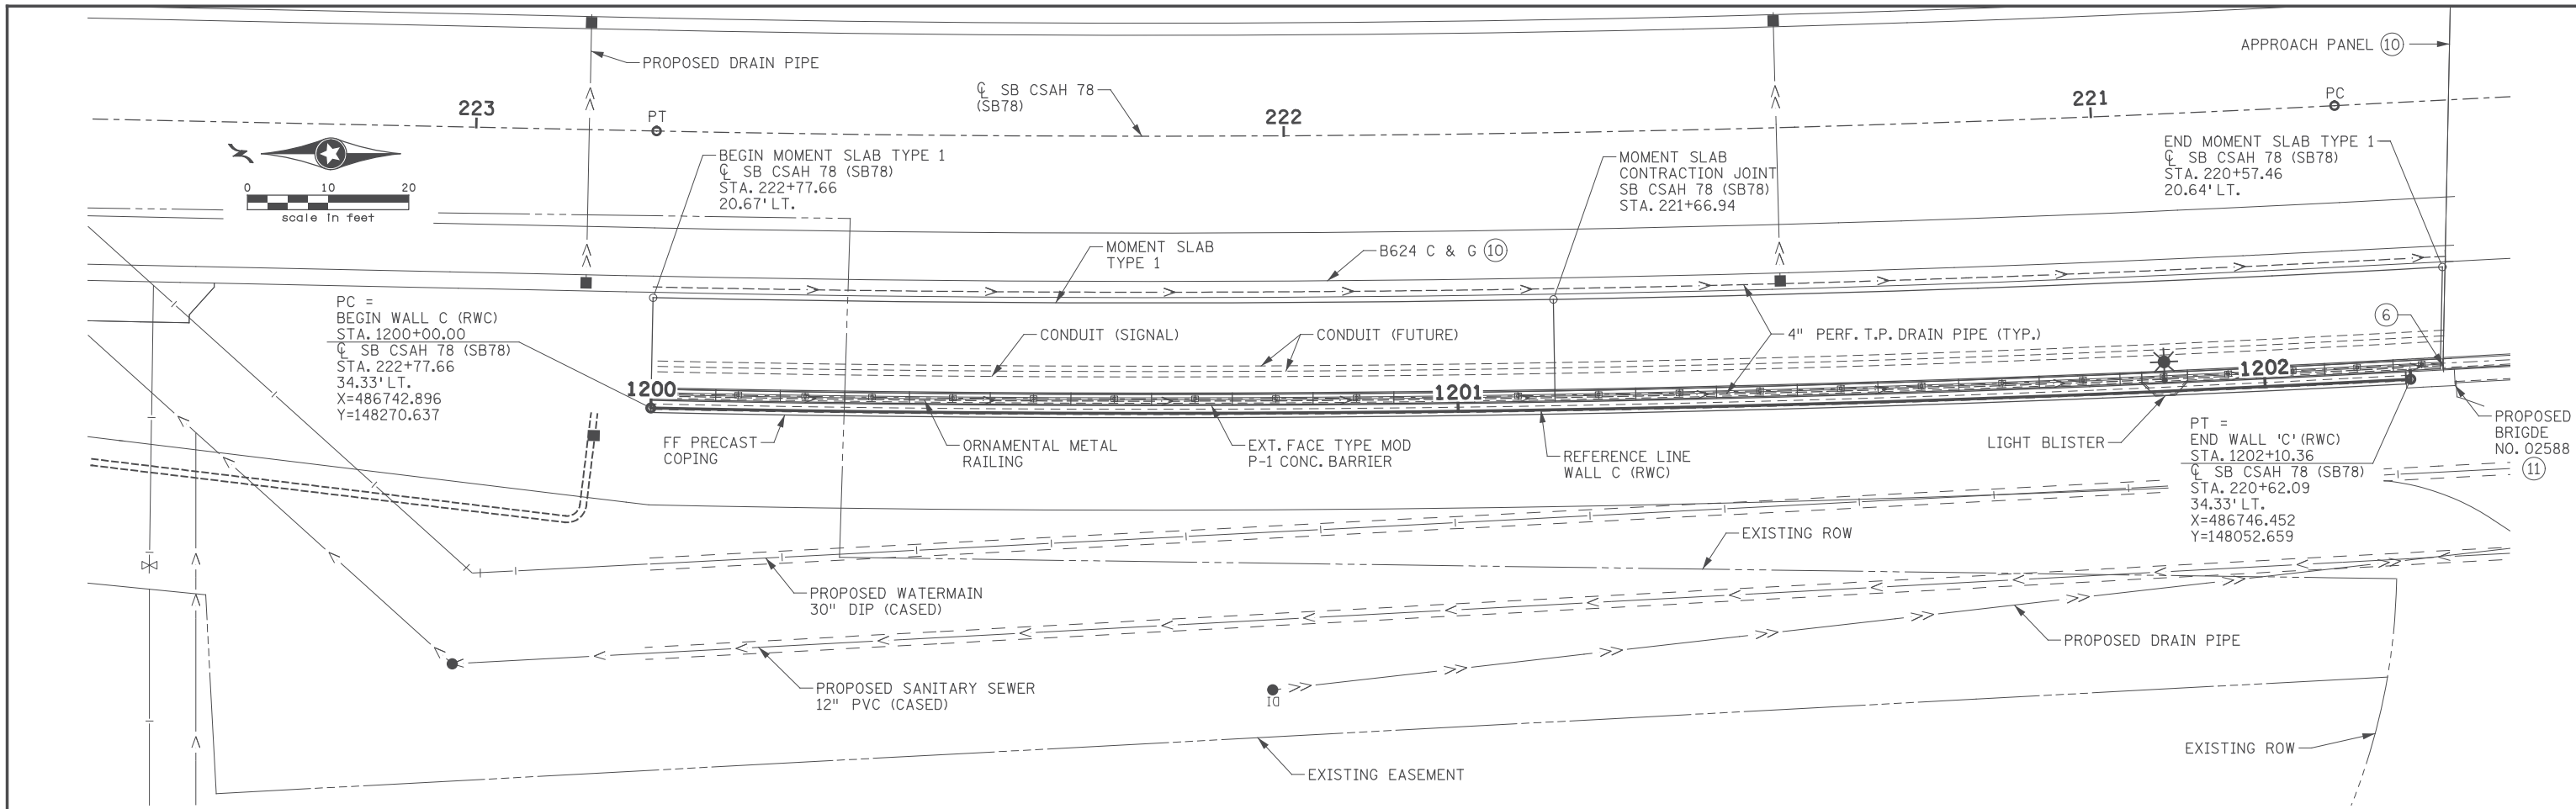 APPROACH PANEL 10
PROPOSED DRAIN PIPE
℄ SB CSAH 78
(SB78)
223
PT
222
221
PC
0 10 20
scale in feet
BEGIN MOMENT SLAB TYPE 1
℄ SB CSAH 78 (SB78)
STA. 222+77.66
20.67' LT.
MOMENT SLAB
CONTRACTION JOINT
SB CSAH 78 (SB78)
STA. 221+66.94
END MOMENT SLAB TYPE 1
℄ SB CSAH 78 (SB78)
STA. 220+57.46
20.64' LT.
MOMENT SLAB
TYPE 1
B624 C & G 10
PC =
BEGIN WALL C (RWC)
STA. 1200+00.00
℄ SB CSAH 78 (SB78)
STA. 222+77.66
34.33' LT.
X=486742.896
Y=148270.637
CONDUIT (SIGNAL)
CONDUIT (FUTURE)
4" PERF. T.P. DRAIN PIPE (TYP.)
6
1200
1201
1202
FF PRECAST
COPING
ORNAMENTAL METAL
RAILING
EXT. FACE TYPE MOD
P-1 CONC. BARRIER
REFERENCE LINE
WALL C (RWC)
LIGHT BLISTER
PT =
END WALL 'C' (RWC)
STA. 1202+10.36
℄ SB CSAH 78 (SB78)
STA. 220+62.09
34.33' LT.
X=486746.452
Y=148052.659
PROPOSED
BRIGDE
NO. 02588
11
EXISTING ROW
PROPOSED WATERMAIN
30" DIP (CASED)
PROPOSED DRAIN PIPE
PROPOSED SANITARY SEWER
12" PVC (CASED)
DI
EXISTING EASEMENT
EXISTING ROW